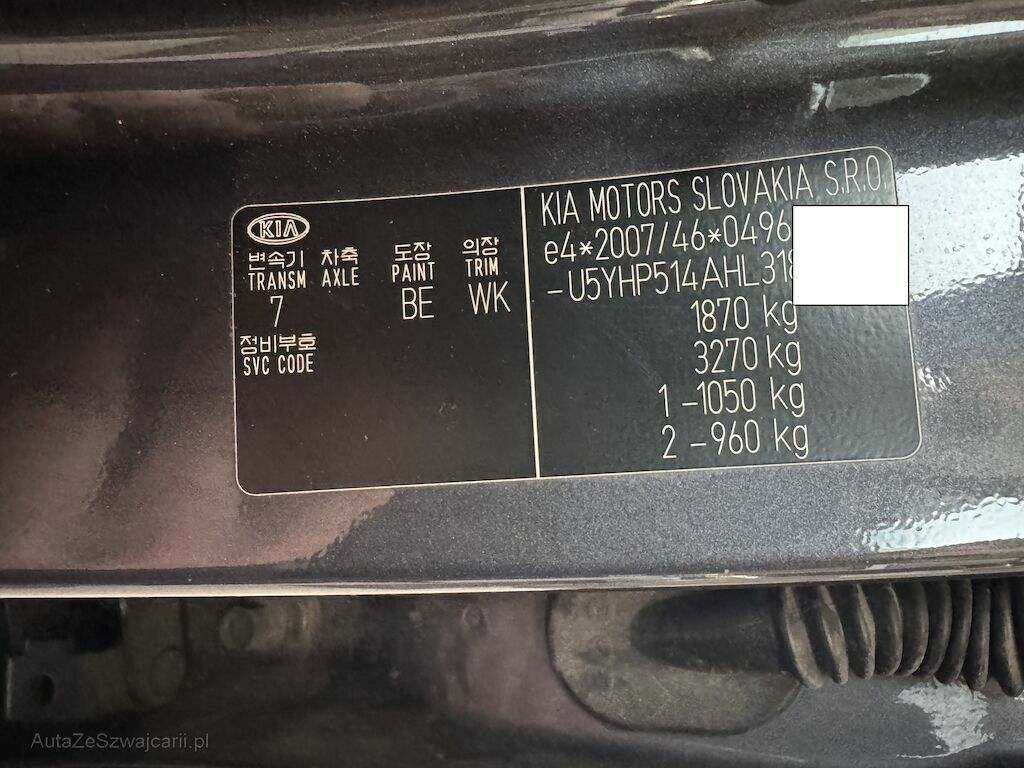 KIA
변속기 차축 도장 의장
TRANSM AXLE PAINT TRIM
7 BE WK
정비부호
SVC CODE
KIA MOTORS SLOVAKIA S.R.O.
e4*2007/46*0496
-U5YHP514AHL318
1870 kg
3270 kg
1 -1050 kg
2 -960 kg
AutaZeSzwajcarii.pl